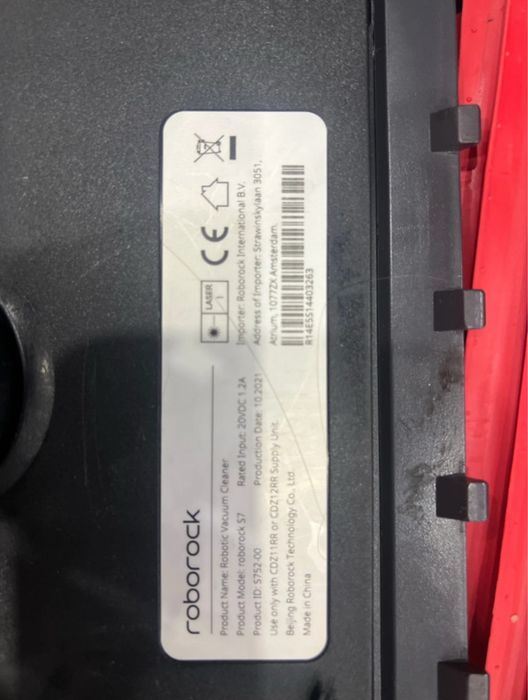 roborock
Product Name: Robotic Vacuum Cleaner
Product Model: roborock S7 Rated Input: 20VDC 1.2A
Product ID: S752-00 Production Date: 10.2021
Use only with CDZ11RR or CDZ12RR Supply Unit.
Beijing Roborock Technology Co., Ltd.
Made in China
LASER
1
CE
Importer: Roborock International B.V.
Address of Importer: Strawinskylaan 3051,
Atrium, 1077ZX Amsterdam.
R14ESS14403263